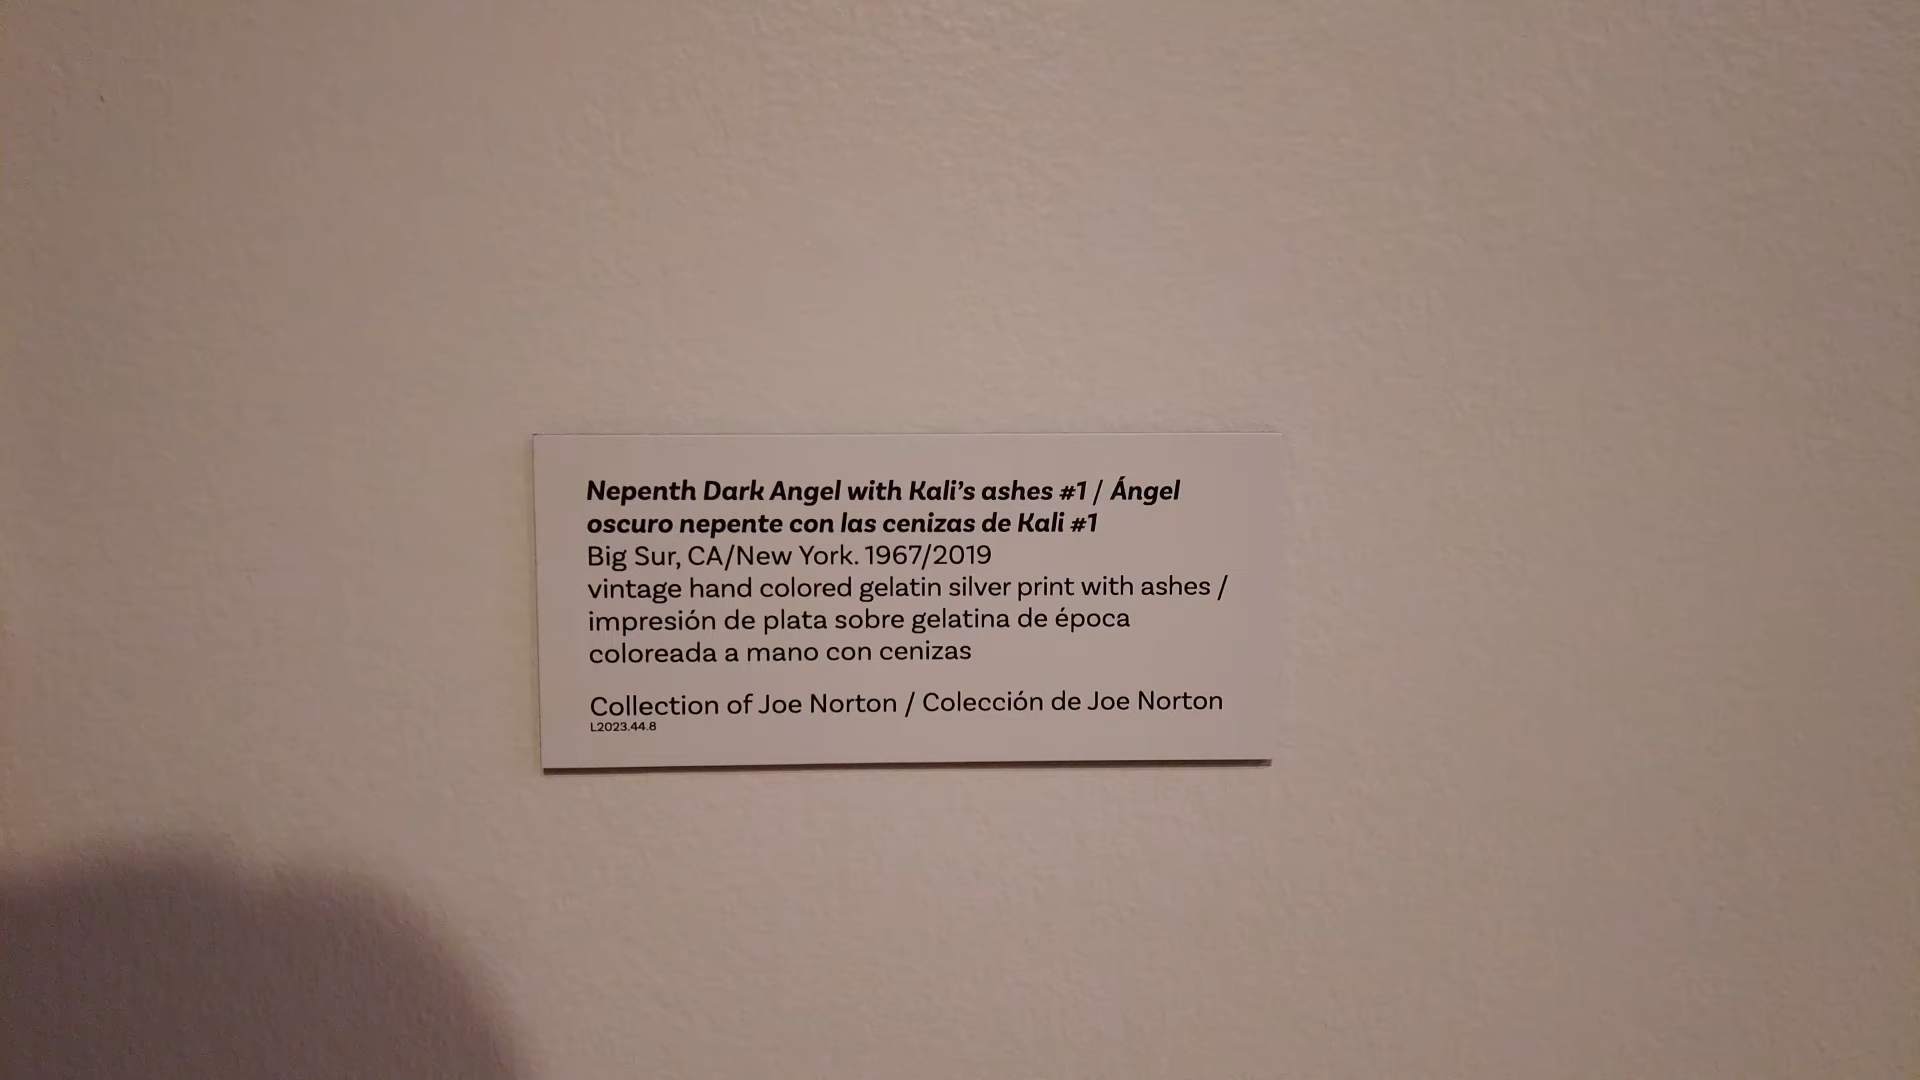 Nepenth Dark Angel with Kali’s ashes #1 / Ángel
oscuro nepente con las cenizas de Kali #1
Big Sur, CA/New York. 1967/2019
vintage hand colored gelatin silver print with ashes /
impresión de plata sobre gelatina de época
coloreada a mano con cenizas
Collection of Joe Norton / Colección de Joe Norton
L2023.44.8